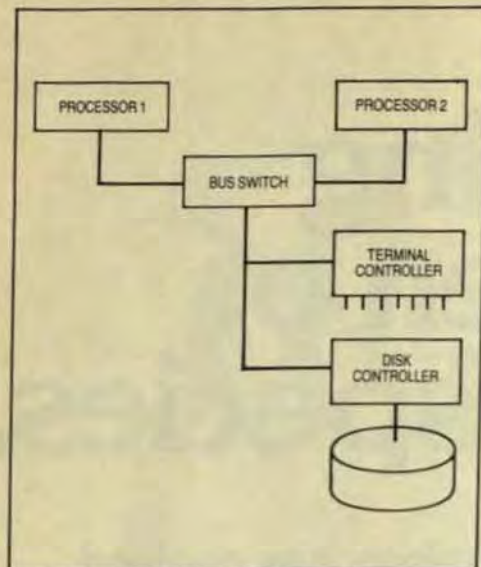 PROCESSOR 1
PROCESSOR 2
BUS SWITCH
TERMINAL
CONTROLLER
DISK
CONTROLLER